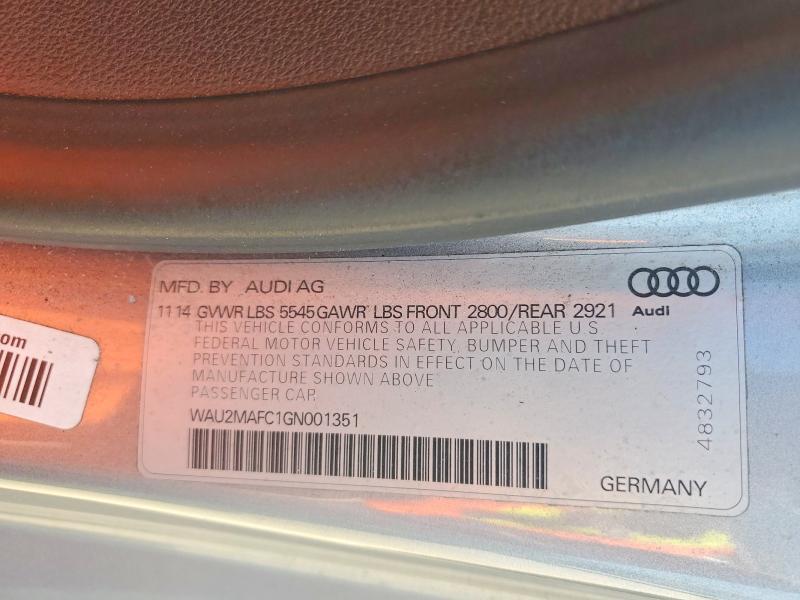 MFD. BY AUDI AG
Audi
11 14 GVWR LBS 5545 GAWR LBS FRONT 2800/REAR 2921
THIS VEHICLE CONFORMS TO ALL APPLICABLE U S
FEDERAL MOTOR VEHICLE SAFETY, BUMPER AND THEFT
PREVENTION STANDARDS IN EFFECT ON THE DATE OF
MANUFACTURE SHOWN ABOVE
PASSENGER CAR
WAU2MAFC1GN001351
GERMANY
4832793
.com